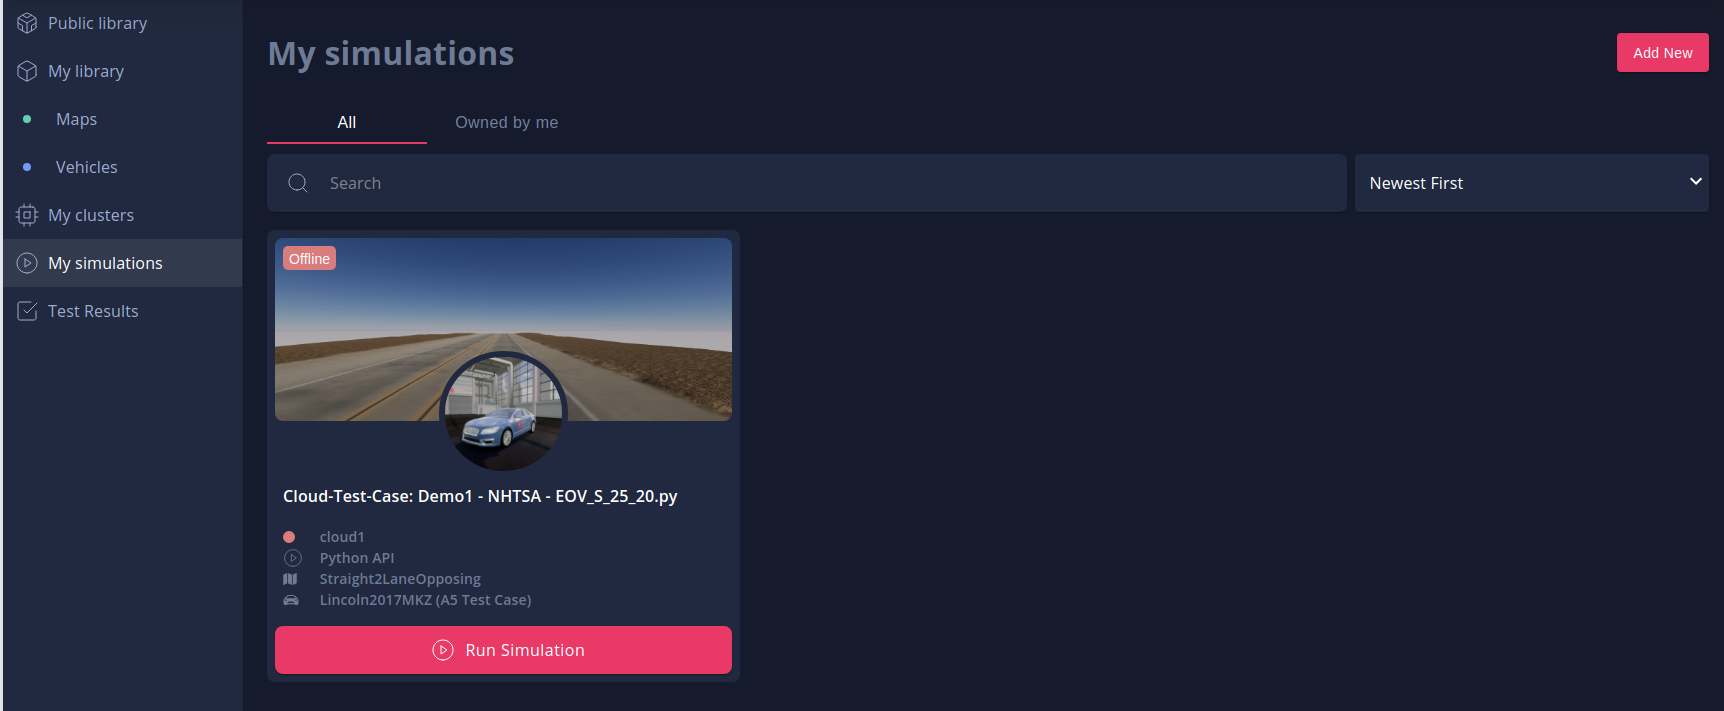 Public library
My library
Maps
Vehicles
My clusters
My simulations
Test Results
My simulations
Add New
All
Owned by me
Search
Newest First
Offline
Cloud-Test-Case: Demo1 - NHTSA - EOV_S_25_20.py
cloud1
Python API
Straight2LaneOpposing
Lincoln2017MKZ (A5 Test Case)
Run Simulation